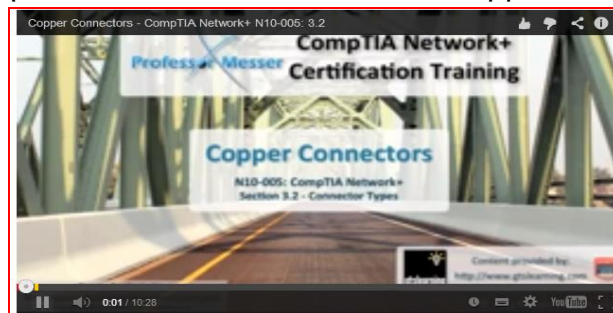 Copper Connectors - CompTIA Network+ N10-005: 3.2
Professor Messer
CompTIA Network+
Certification Training
Copper Connectors
N10-005: CompTIA Network+
Section 3.2 - Connector Types
Content provided by:
http://www.gtslearning.com
0:01 / 10:28
YouTube